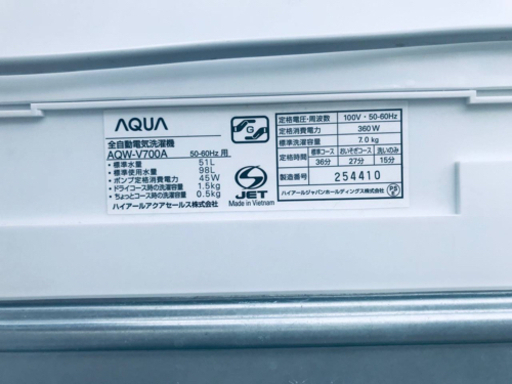 AQUA
全自動電気洗濯機
AQW-V700A 50-60Hz 用
・標準水量 51L
・標準使用水量 98L
・ポンプ定格消費電力 45W
・ドライコース時の洗濯容量 1.5kg
・ちょっとコース時の洗濯容量 0.5kg
ハイアールアクアセールス株式会社
G
S
JET
Made in Vietnam
定格電圧・周波数 100V・50-60Hz
定格消費電力 360W
標準洗濯容量 7.0kg
定格時間 標準コース おいそぎコース 洗いのみ
36分 27分 15分
ハイアールジャパンホールディングス株式会社
製造番号 254410